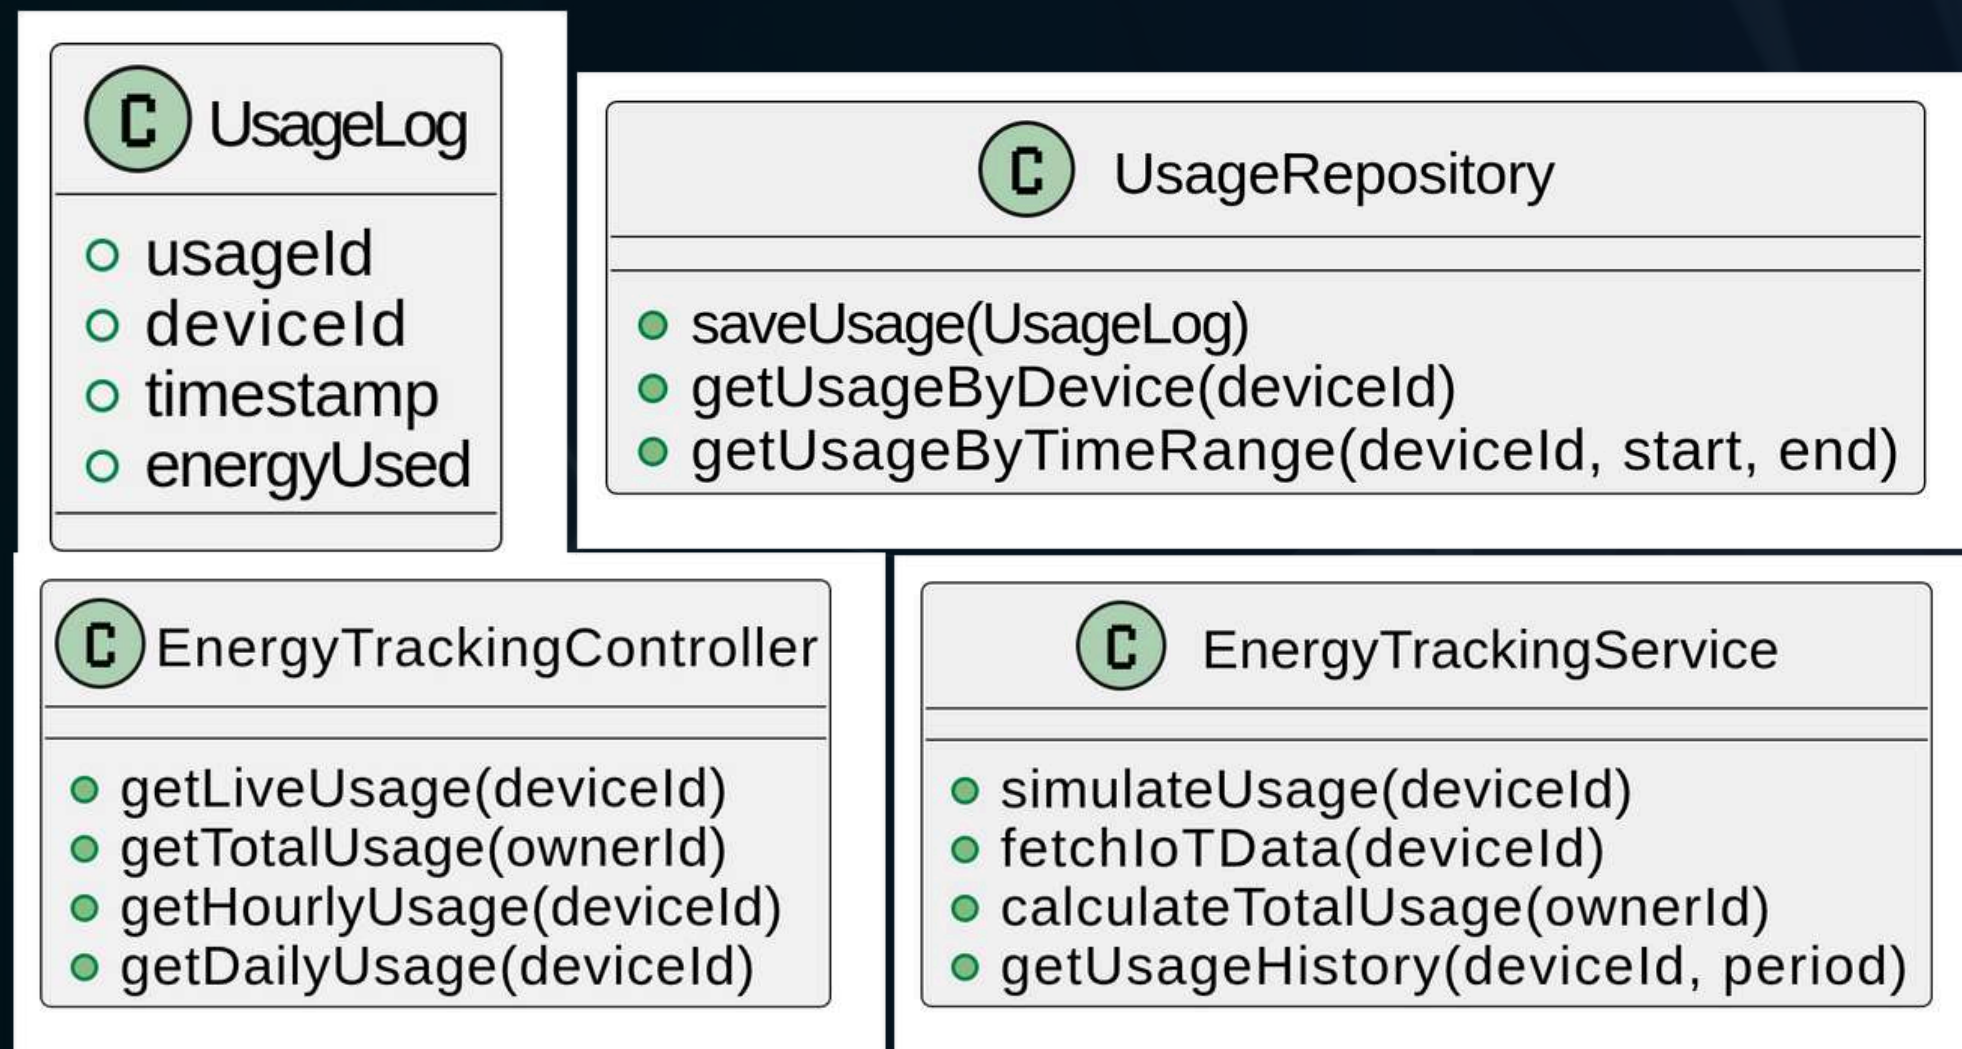 C UsageLog
usageId
deviceId
timestamp
energyUsed
C UsageRepository
saveUsage(UsageLog)
getUsageByDevice(deviceId)
getUsageByTimeRange(deviceId, start, end)
C EnergyTrackingController
getLiveUsage(deviceId)
getTotalUsage(ownerId)
getHourlyUsage(deviceId)
getDailyUsage(deviceId)
C EnergyTrackingService
simulateUsage(deviceId)
fetchIoTData(deviceId)
calculateTotalUsage(ownerId)
getUsageHistory(deviceId, period)